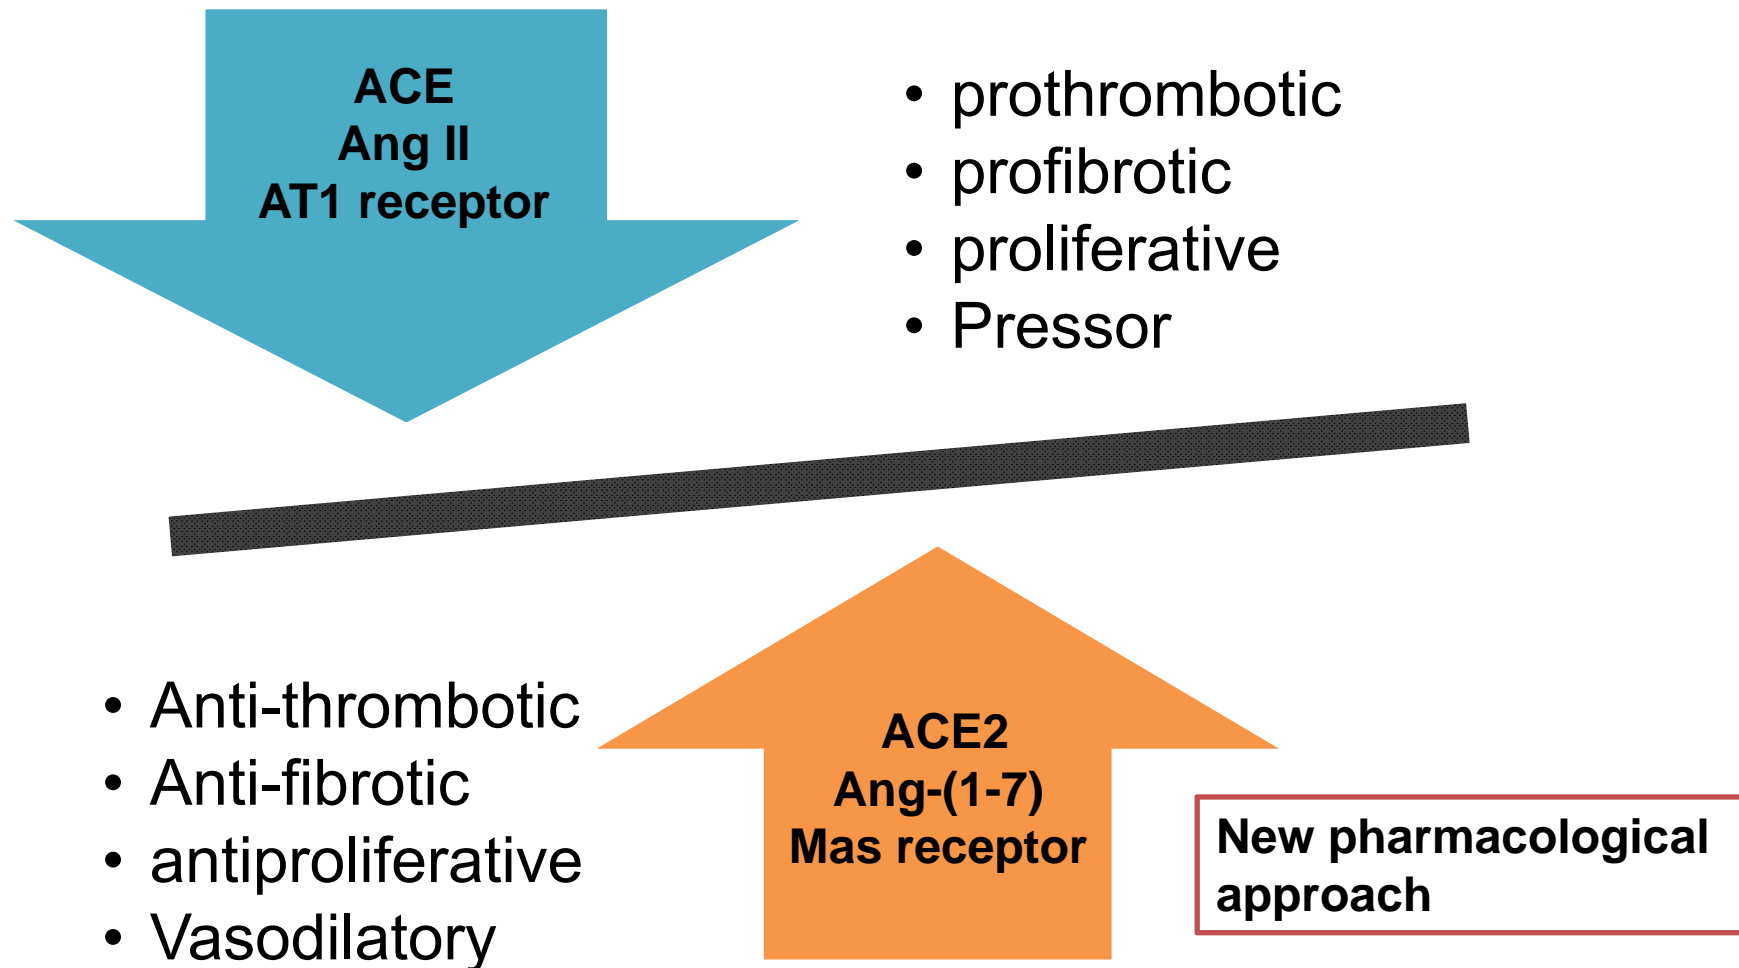 ACE
Ang II
AT1 receptor
• prothrombotic
• profibrotic
• proliferative
• Pressor
• Anti-thrombotic
• Anti-fibrotic
• antiproliferative
• Vasodilatory
ACE2
Ang-(1-7)
Mas receptor
New pharmacological
approach